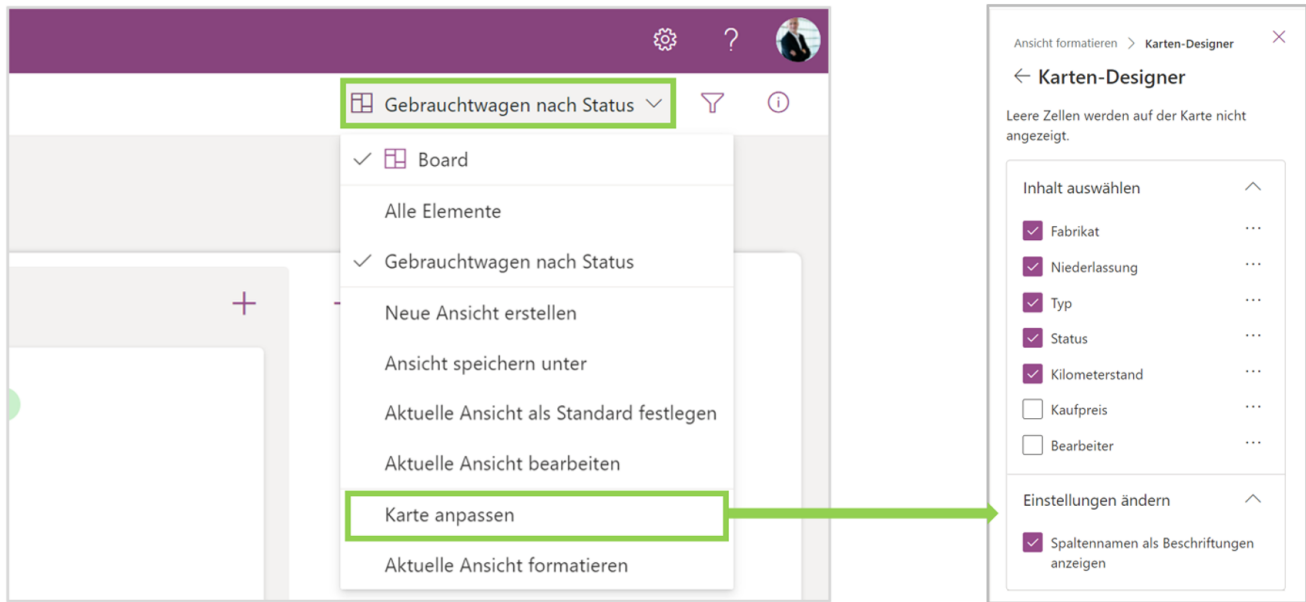 Gebrauchtwagen nach Status
Board
Alle Elemente
Gebrauchtwagen nach Status
Neue Ansicht erstellen
Ansicht speichern unter
Aktuelle Ansicht als Standard festlegen
Aktuelle Ansicht bearbeiten
Karte anpassen
Aktuelle Ansicht formatieren
Ansicht formatieren > Karten-Designer
Karten-Designer
Leere Zellen werden auf der Karte nicht
angezeigt.
Inhalt auswählen
Fabrikat
Niederlassung
Typ
Status
Kilometerstand
Kaufpreis
Bearbeiter
Einstellungen ändern
Spaltennamen als Beschriftungen
anzeigen